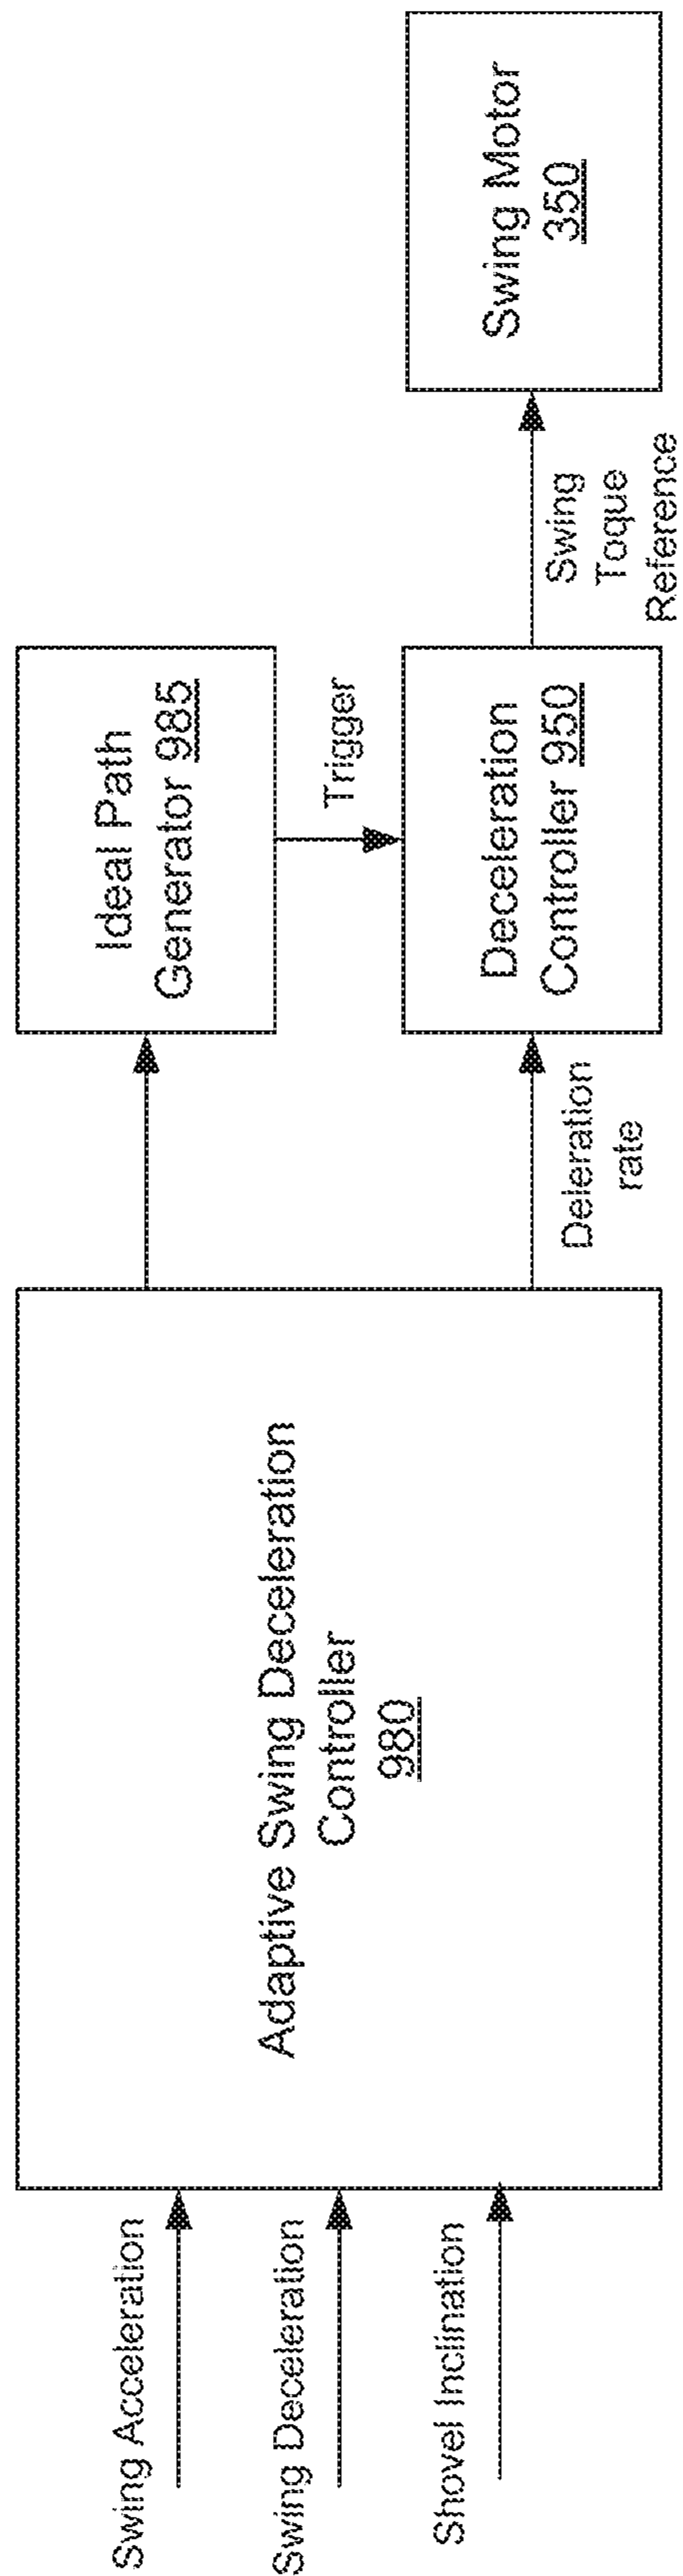 Swing Acceleration
Swing Deceleration
Shovel Inclination
Adaptive Swing Deceleration
Controller
980
Ideal Path
Generator 985
Trigger
Deleration
rate
Deceleration
Controller 950
Swing
Toque
Reference
Swing Motor
350